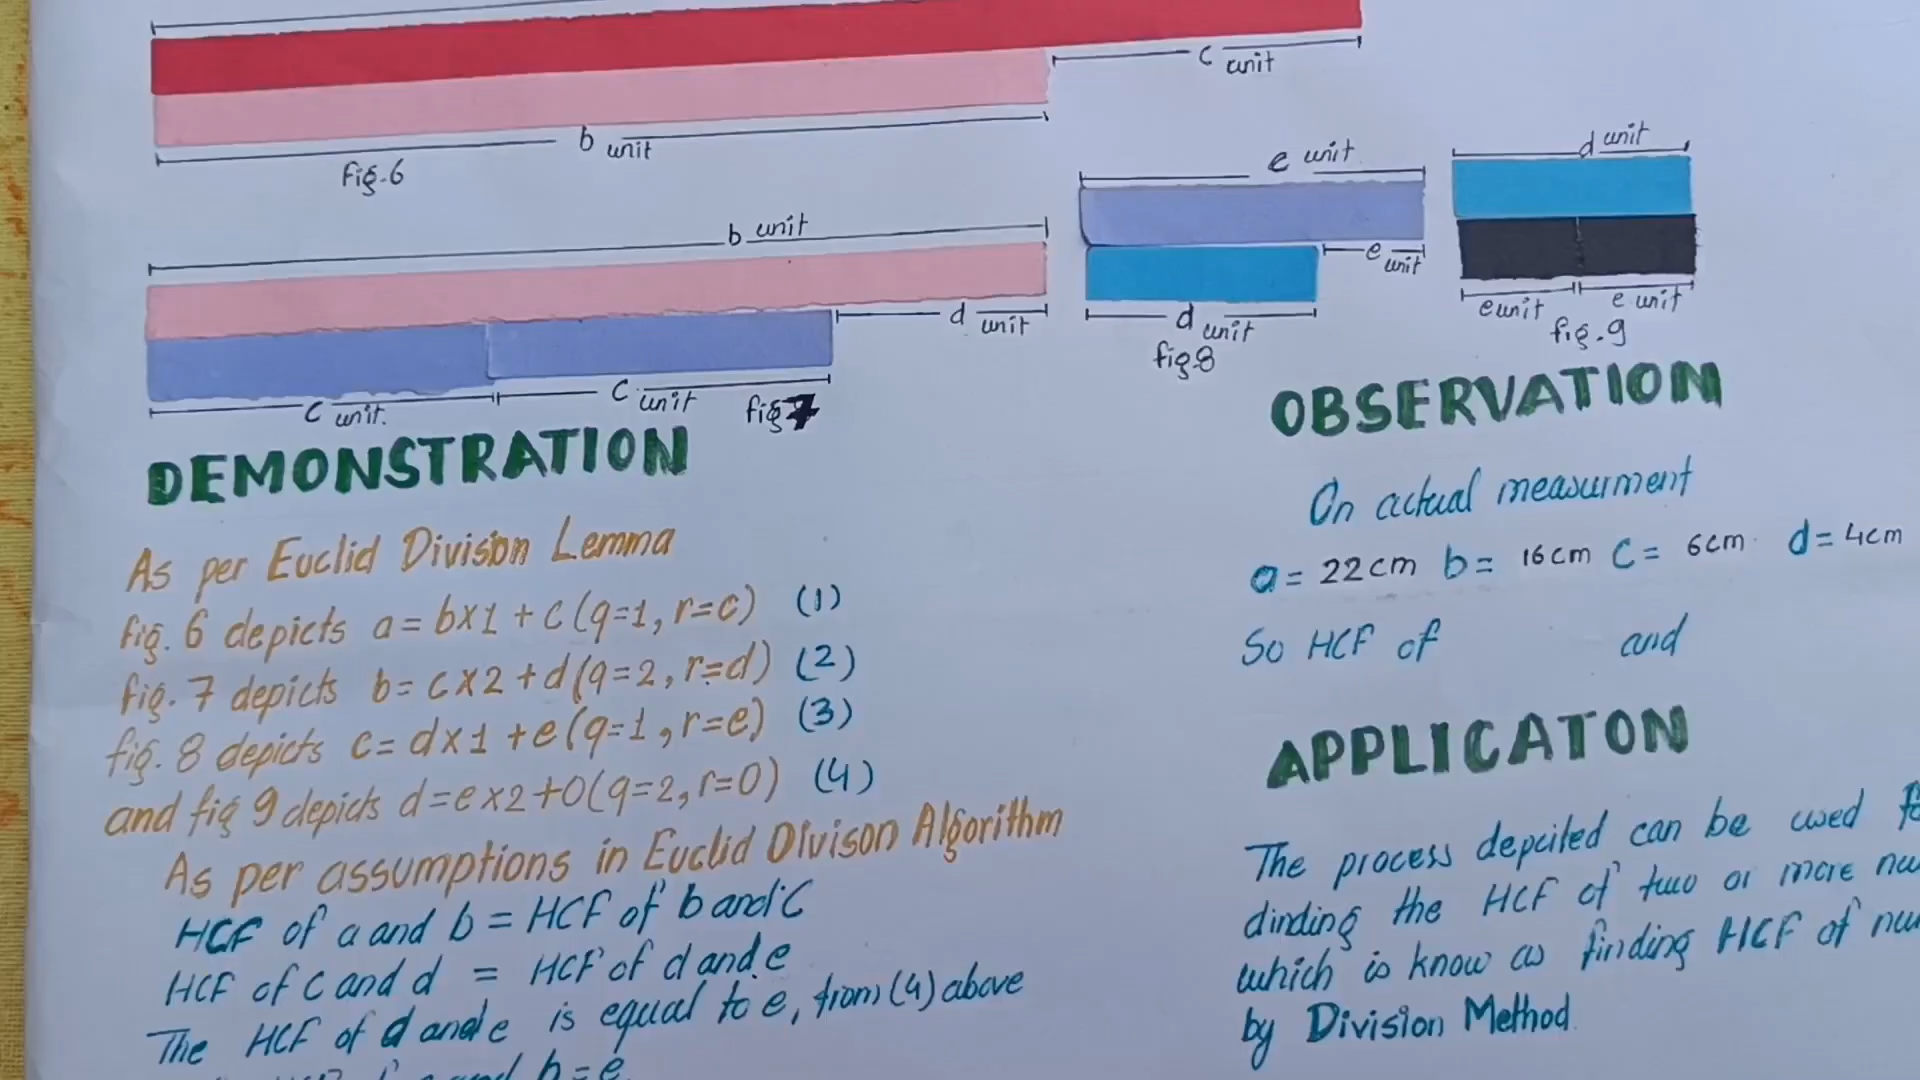 c unit
b unit
fig-6
b unit
d unit
c unit.
c unit
fig 7
e unit
e unit
d unit
fig-8
d unit
e unit
e unit
fig-9
DEMONSTRATION
As per Euclid Division Lemma
fig. 6 depicts a = b×1 + c (q=1, r=c) (1)
fig. 7 depicts b= c×2 + d (q=2, r=d) (2)
fig. 8 depicts c= d×1 +e (q=1, r=e) (3)
and fig 9 depicts d=e×2+0(q=2, r=0) (4)
As per assumptions in Euclid Divison Algorithm
HCF of a and b = HCF of b and C
HCF of C and d = HCF of d and e
The HCF of d and e is equal to e, from (4) above
and b = e
OBSERVATION
On actual measurment
a = 22cm b = 16cm C = 6cm d = 4cm
So HCF of and
APPLICATON
The process depcited can be used
dinding the HCF of two or more
which is know as finding HCF of
by Division Method